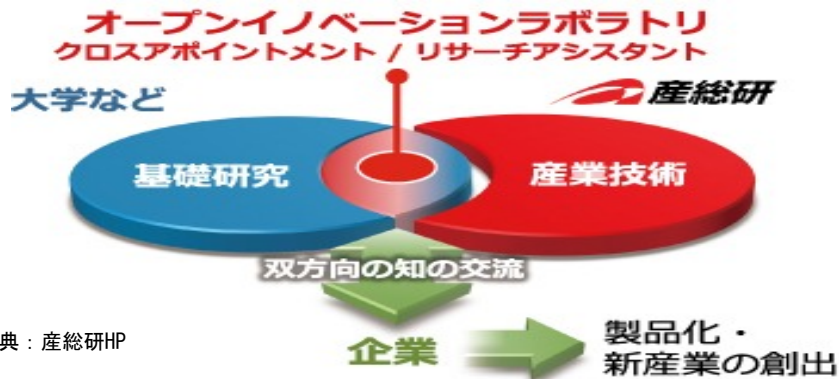 オープンイノベーションラボラトリ
クロスアポイントメント / リサーチアシスタント
大学など
産総研
基礎研究
産業技術
双方向の知の交流
典：産総研HP
企業
製品化・
新産業の創出